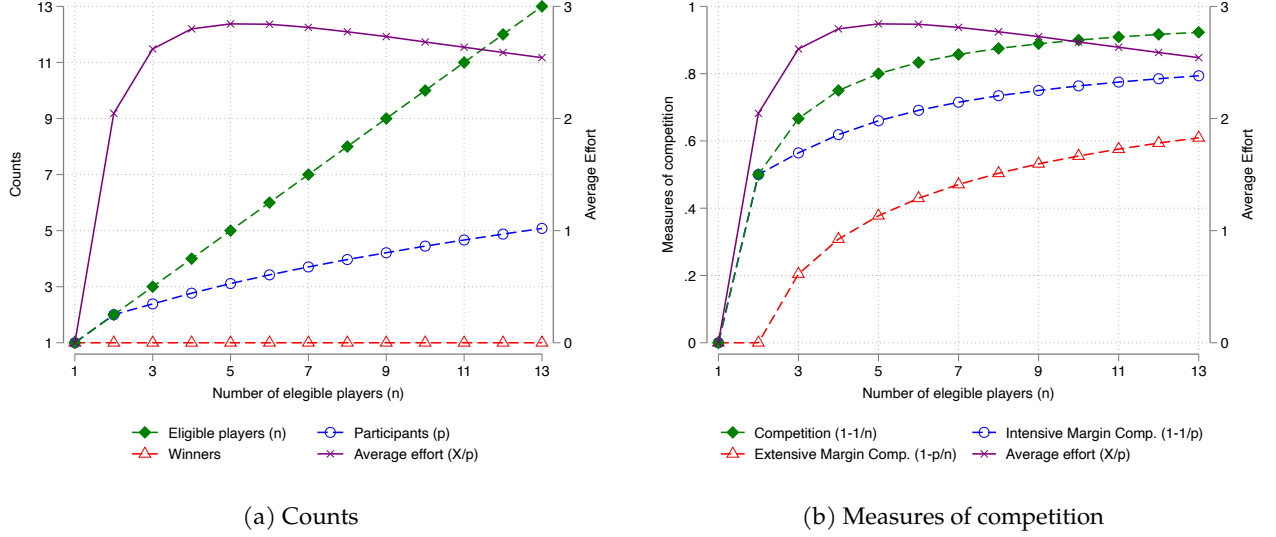 13
11
9
7
5
3
1
Counts
3
2
1
0
Average Effort
1 3 5 7 9 11 13
Number of elegible players (n)
Eligible players (n) Participants (p)
Winners Average effort (X/p)
(a) Counts
1
.8
.6
.4
.2
0
Measures of competition
3
2
1
0
Average Effort
1 3 5 7 9 11 13
Number of elegible players (n)
Competition (1-1/n) Intensive Margin Comp. (1-1/p)
Extensive Margin Comp. (1-p/n) Average effort (X/p)
(b) Measures of competition